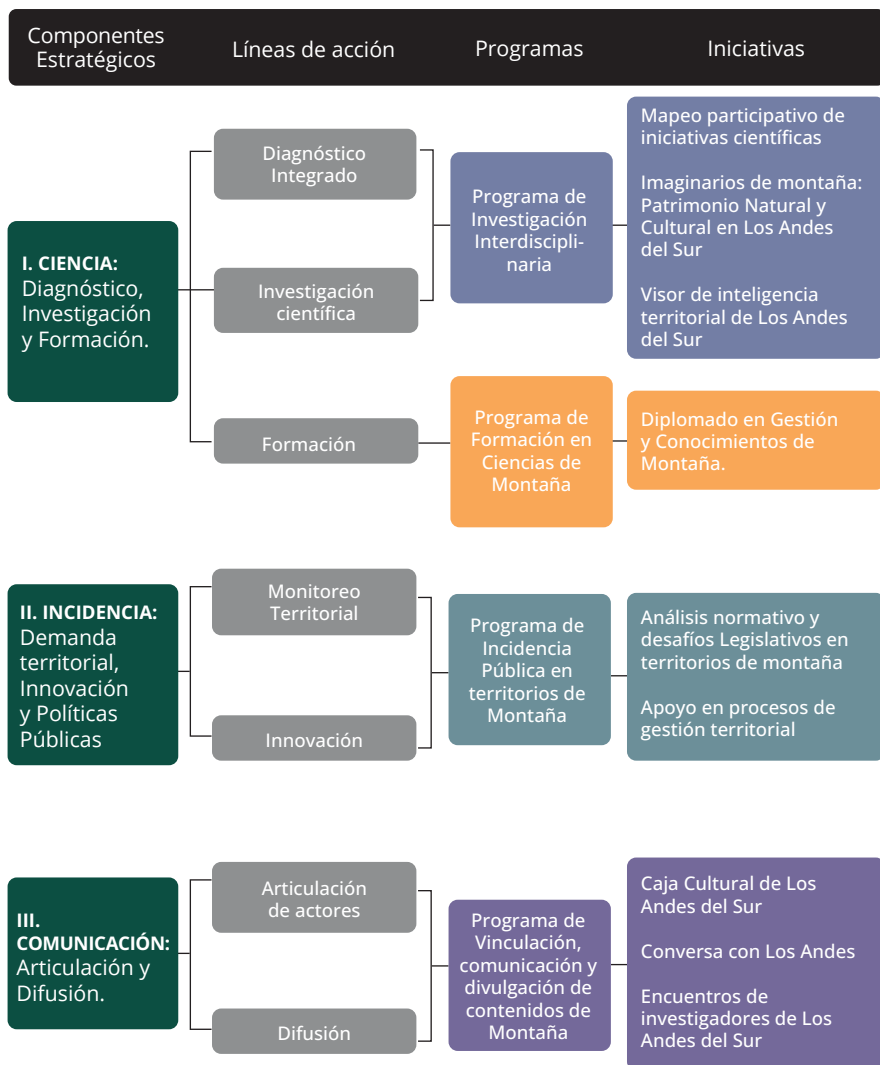 Componentes
Estratégicos
Líneas de acción
Programas
Iniciativas
I. CIENCIA:
Diagnóstico,
Investigación
y Formación.
Diagnóstico
Integrado
Investigación
científica
Formación
Programa de
Investigación
Interdiscipli-
naria
Mapeo participativo de
iniciativas científicas
Imaginarios de montaña:
Patrimonio Natural y
Cultural en Los Andes
del Sur
Visor de inteligencia
territorial de Los Andes
del Sur
Programa de
Formación en
Ciencias de
Montaña
Diplomado en Gestión
y Conocimientos de
Montaña.
II. INCIDENCIA:
Demanda
territorial,
Innovación
y Políticas
Públicas
Monitoreo
Territorial
Innovación
Programa de
Incidencia
Pública en
territorios de
Montaña
Análisis normativo y
desafíos Legislativos en
territorios de montaña
Apoyo en procesos de
gestión territorial
III.
COMUNICACIÓN:
Articulación y
Difusión.
Articulación
de actores
Difusión
Programa de
Vinculación,
comunicación y
divulgación de
contenidos de
Montaña
Caja Cultural de Los
Andes del Sur
Conversa con Los Andes
Encuentros de
investigadores de Los
Andes del Sur